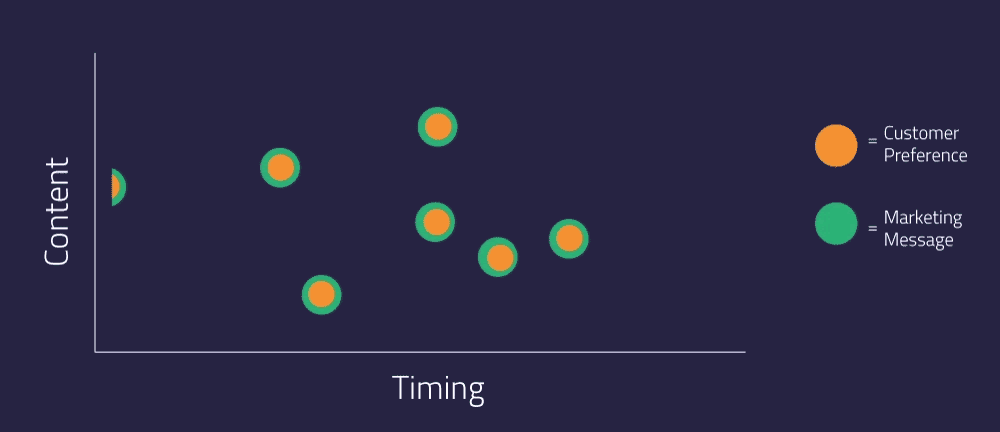 Content
Timing
= Customer
Preference
= Marketing
Message